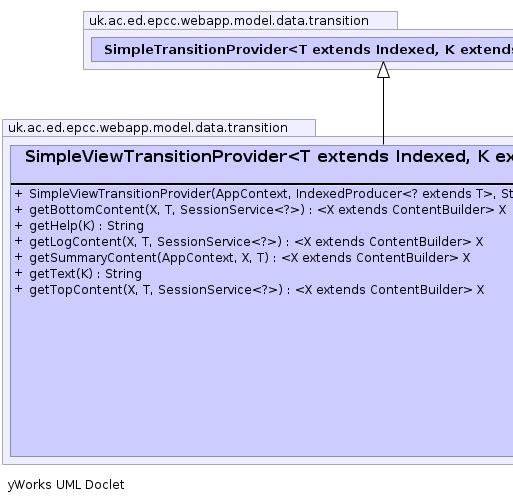 uk.ac.ed.epcc.webapp.model.data.transition
SimpleTransitionProvider<T extends Indexed, K extends
uk.ac.ed.epcc.webapp.model.data.transition
SimpleViewTransitionProvider<T extends Indexed, K ex
+ SimpleViewTransitionProvider(AppContext, IndexedProducer<? extends T>, St
+ getBottomContent(X, T, SessionService<?>) : <X extends ContentBuilder> X
+ getHelp(K) : String
+ getLogContent(X, T, SessionService<?>) : <X extends ContentBuilder> X
+ getSummaryContent(AppContext, X, T) : <X extends ContentBuilder> X
+ getText(K) : String
+ getTopContent(X, T, SessionService<?>) : <X extends ContentBuilder> X
yWorks UML Doclet